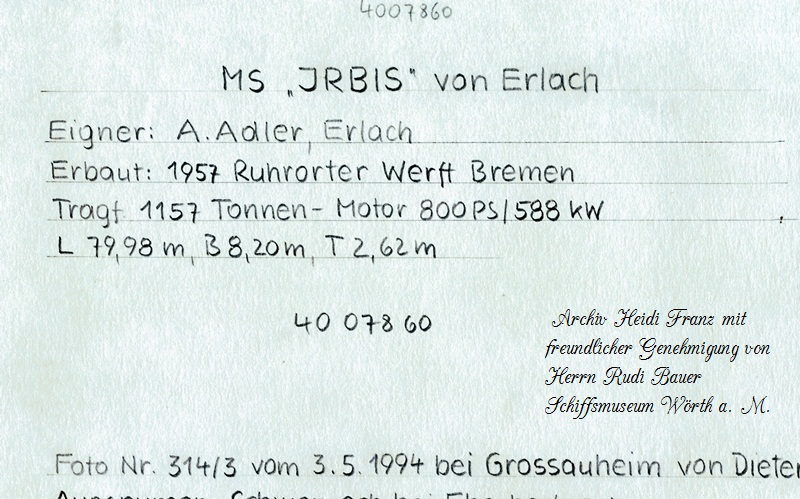 4007860
MS „IRBIS" von Erlach
Eigner: A. Adler, Erlach
Erbaut: 1957 Ruhrorter Werft Bremen
Tragf. 1157 Tonnen - Motor 800 PS/588 kW
L 79,98 m, B 8,20 m, T 2,62 m
40 078 60
Archiv Heidi Franz mit
freundlicher Genehmigung von
Herrn Rudi Bauer
Schiffsmuseum Wörth a. M.
Foto Nr. 314/3 vom 3.5.1994 bei Grossauheim von Dieter